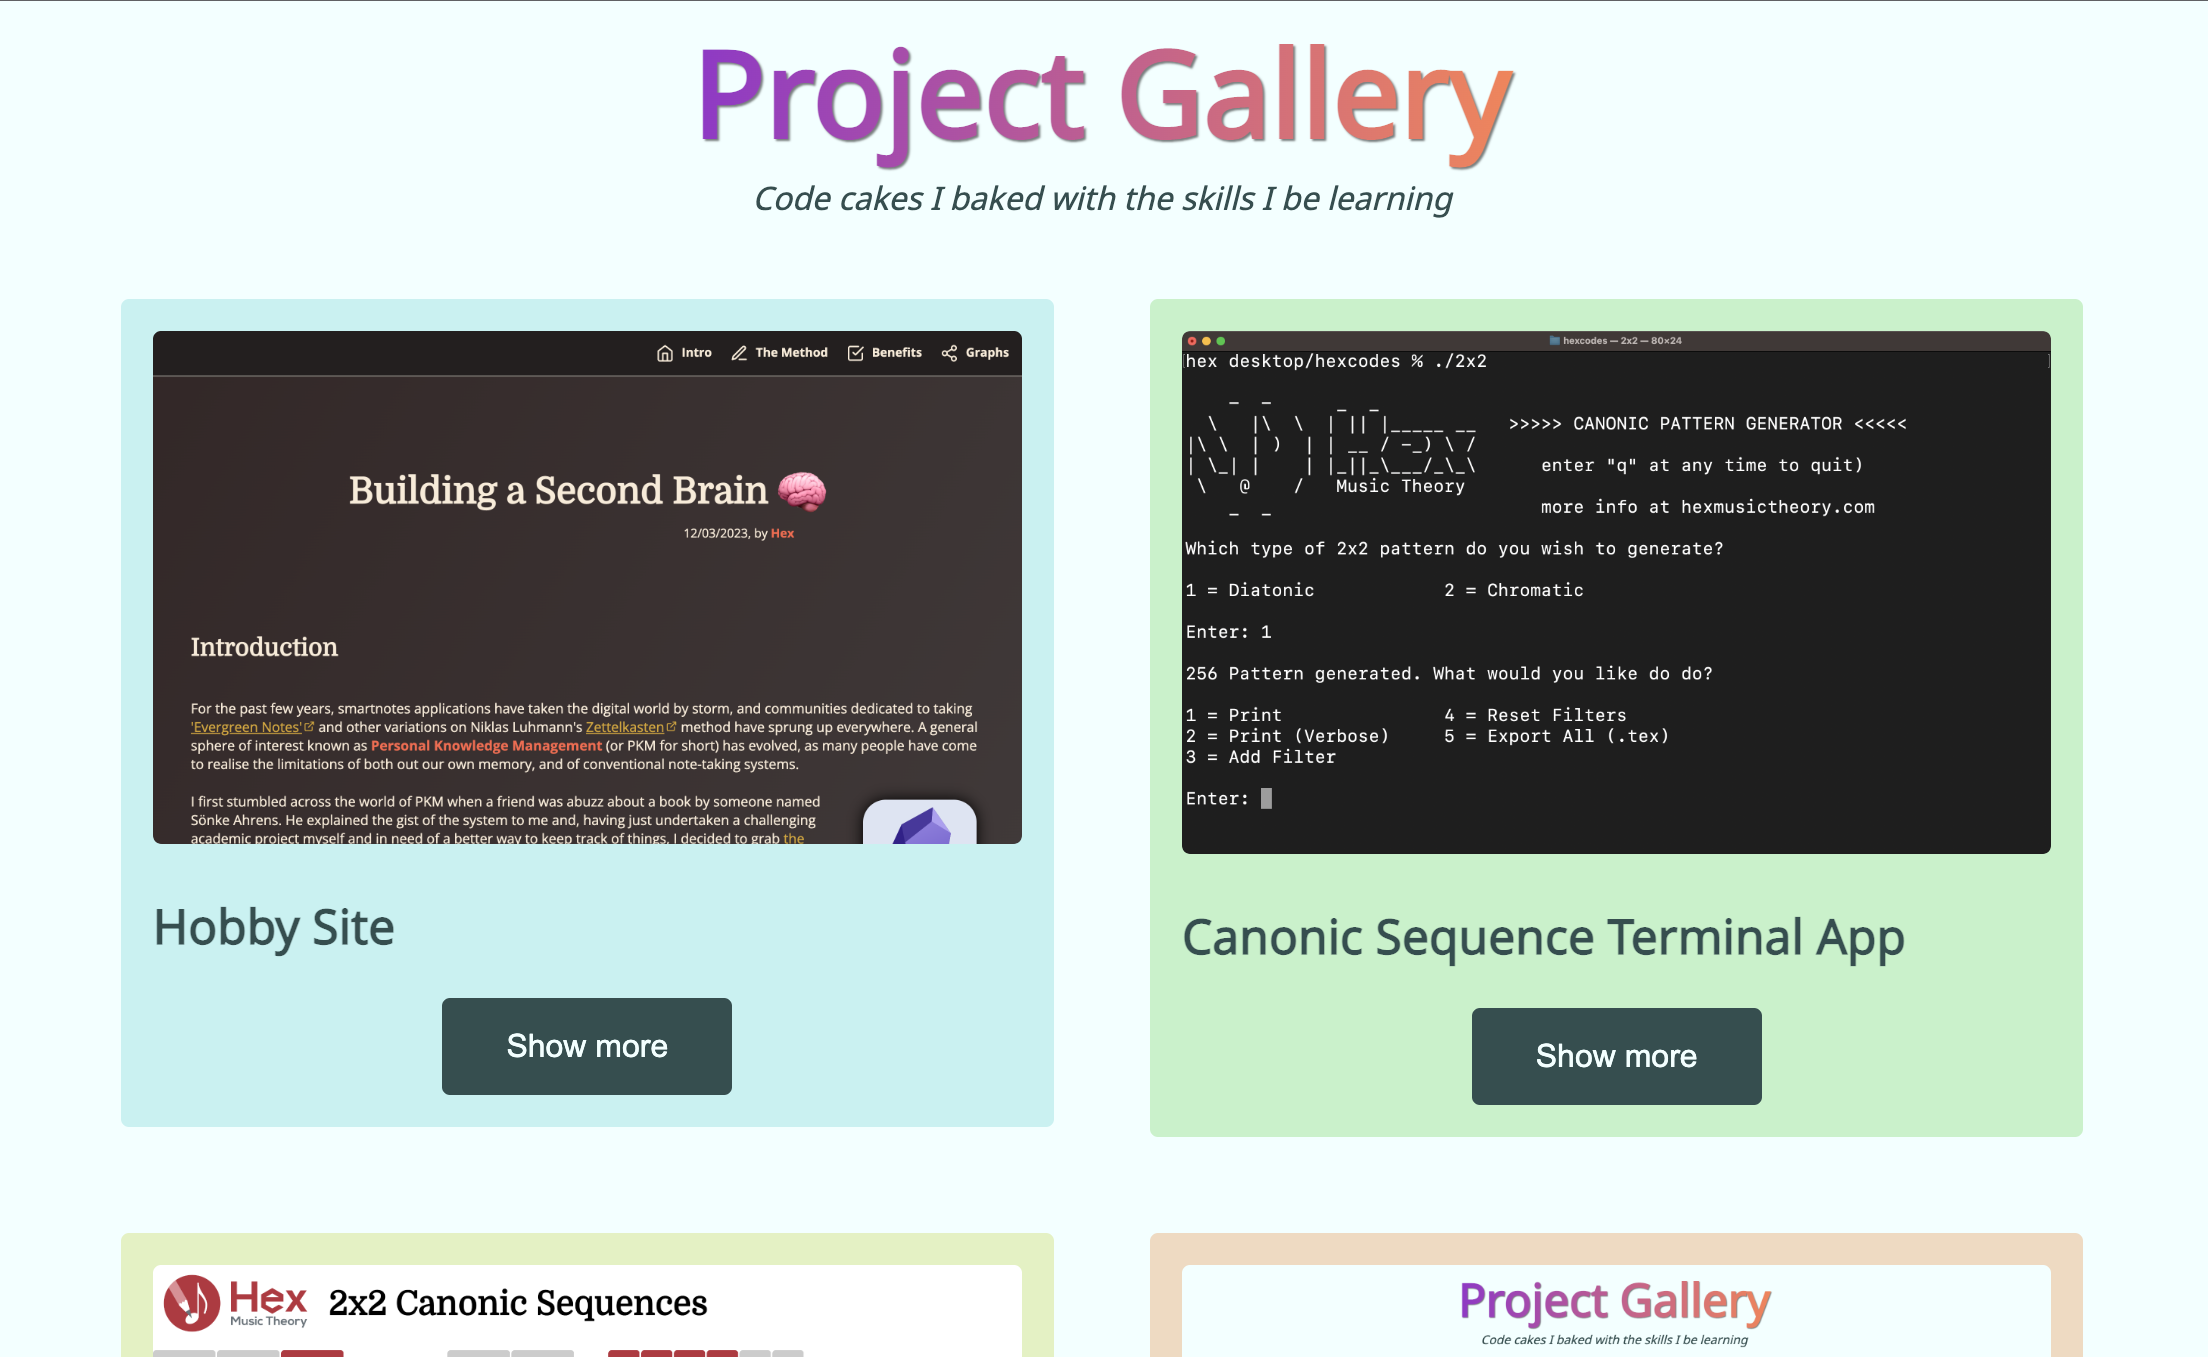 Project Gallery
Code cakes I baked with the skills I be learning
Intro The Method Benefits Graphs
Building a Second Brain
12/03/2023, by Hex
Introduction
For the past few years, smartnotes applications have taken the digital world by storm, and communities dedicated to taking
'Evergreen Notes' and other variations on Niklas Luhmann's Zettelkasten method have sprung up everywhere. A general
sphere of interest known as Personal Knowledge Management (or PKM for short) has evolved, as many people have come
to realise the limitations of both out our own memory, and of conventional note-taking systems.
I first stumbled across the world of PKM when a friend was abuzz about a book by someone named
Sönke Ahrens. He explained the gist of the system to me and, having just undertaken a challenging
academic project myself and in need of a better way to keep track of things, I decided to grab the
Hobby Site
Show more
hexcodes — 2x2 — 80×24
hex desktop/hexcodes % ./2x2
>>>>> CANONIC PATTERN GENERATOR <<<<<
enter "q" at any time to quit)
Music Theory
more info at hexmusictheory.com
Which type of 2x2 pattern do you wish to generate?
1 = Diatonic 2 = Chromatic
Enter: 1
256 Pattern generated. What would you like do do?
1 = Print 4 = Reset Filters
2 = Print (Verbose) 5 = Export All (.tex)
3 = Add Filter
Enter:
Canonic Sequence Terminal App
Show more
Hex
Music Theory
2x2 Canonic Sequences
Project Gallery
Code cakes I baked with the skills I be learning